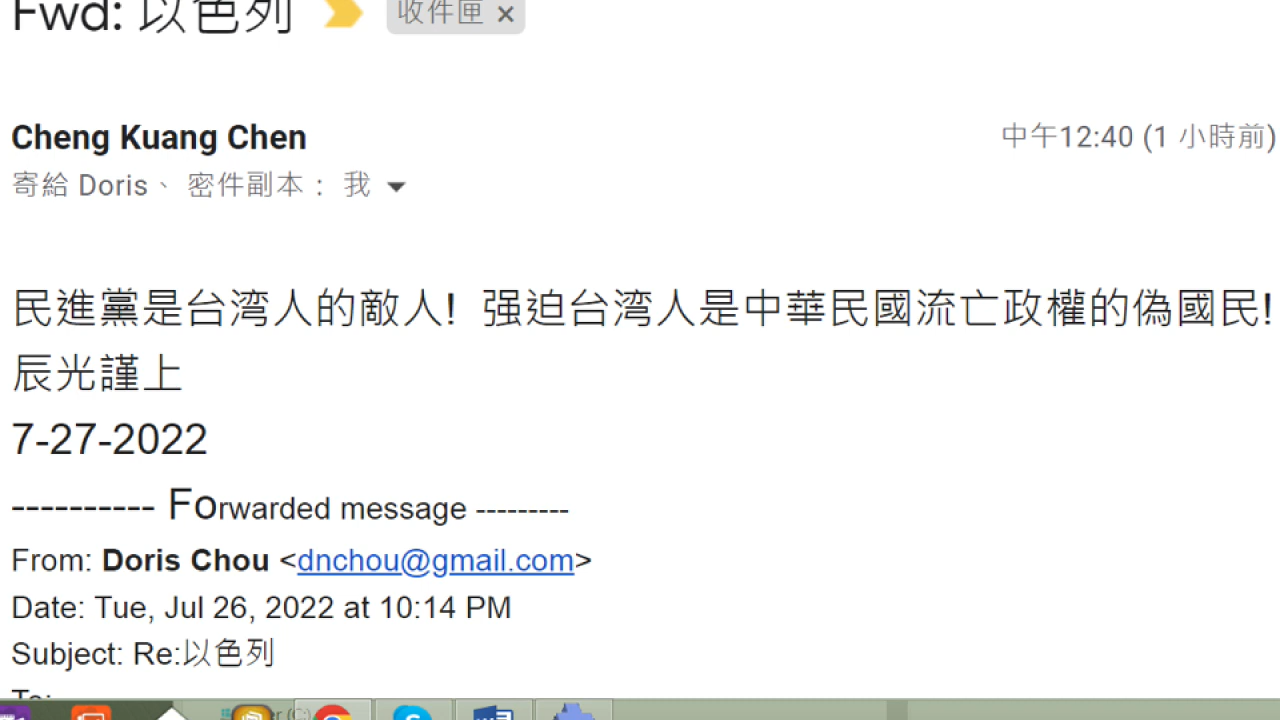 Fwd: 以色列 收件匣 ×
Cheng Kuang Chen 中午12:40 (1 小時前)
寄給 Doris、 密件副本： 我
民進黨是台湾人的敵人! 强迫台湾人是中華民國流亡政權的偽國民!
辰光謹上
7-27-2022
---------- Forwarded message ---------
From: Doris Chou <dnchou@gmail.com>
Date: Tue, Jul 26, 2022 at 10:14 PM
Subject: Re:以色列
To: